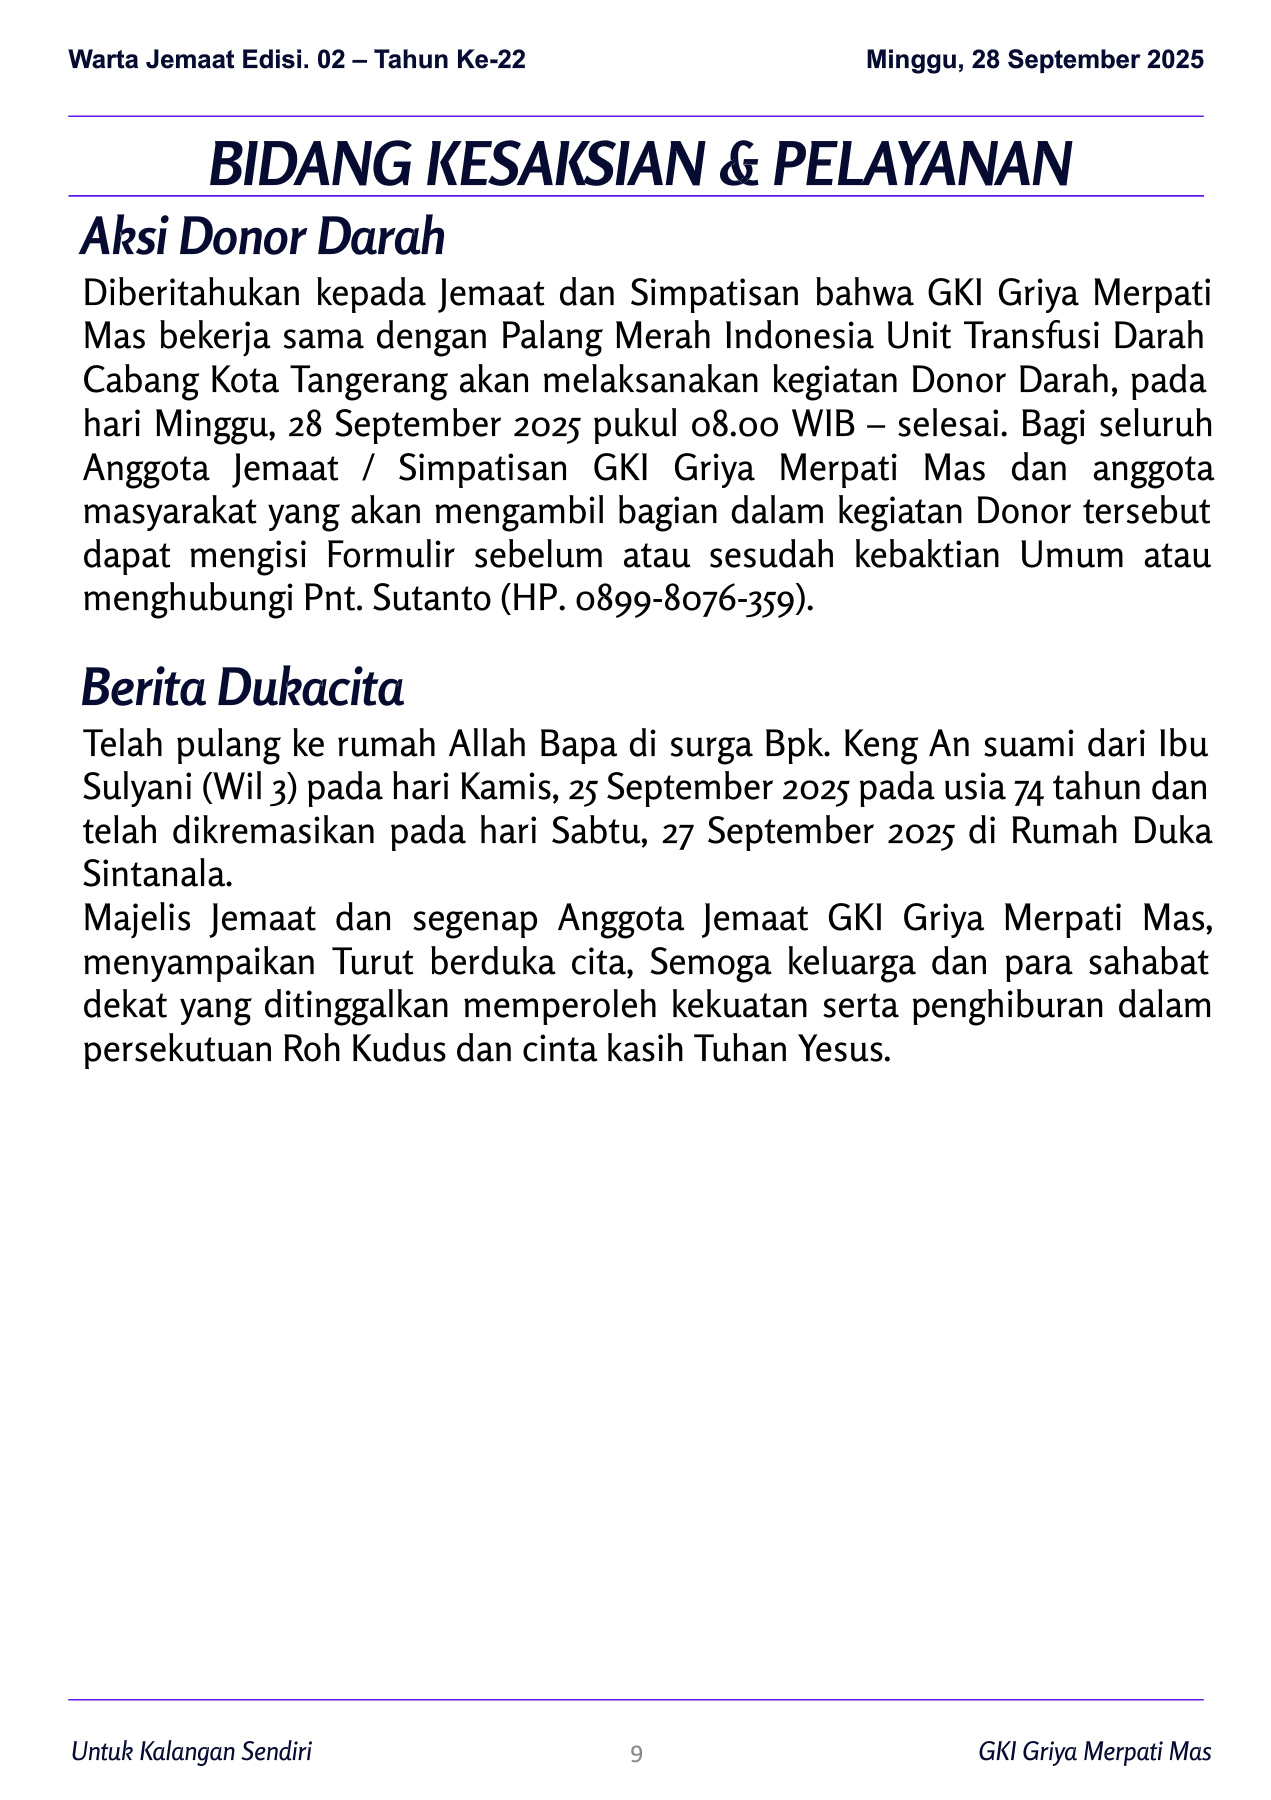 Warta Jemaat Edisi. 02 – Tahun Ke-22
Minggu, 28 September 2025
BIDANG KESAKSIAN & PELAYANAN
Aksi Donor Darah
Diberitahukan kepada Jemaat dan Simpatisan bahwa GKI Griya Merpati
Mas bekerja sama dengan Palang Merah Indonesia Unit Transfusi Darah
Cabang Kota Tangerang akan melaksanakan kegiatan Donor Darah, pada
hari Minggu, 28 September 2025 pukul 08.00 WIB – selesai. Bagi seluruh
Anggota Jemaat / Simpatisan GKI Griya Merpati Mas dan anggota
masyarakat yang akan mengambil bagian dalam kegiatan Donor tersebut
dapat mengisi Formulir sebelum atau sesudah kebaktian Umum atau
menghubungi Pnt. Sutanto (HP. 0899-8076-359).
Berita Dukacita
Telah pulang ke rumah Allah Bapa di surga Bpk. Keng An suami dari Ibu
Sulyani (Wil 3) pada hari Kamis, 25 September 2025 pada usia 74 tahun dan
telah dikremasikan pada hari Sabtu, 27 September 2025 di Rumah Duka
Sintanala.
Majelis Jemaat dan segenap Anggota Jemaat GKI Griya Merpati Mas,
menyampaikan Turut berduka cita, Semoga keluarga dan para sahabat
dekat yang ditinggalkan memperoleh kekuatan serta penghiburan dalam
persekutuan Roh Kudus dan cinta kasih Tuhan Yesus.
Untuk Kalangan Sendiri
9
GKI Griya Merpati Mas